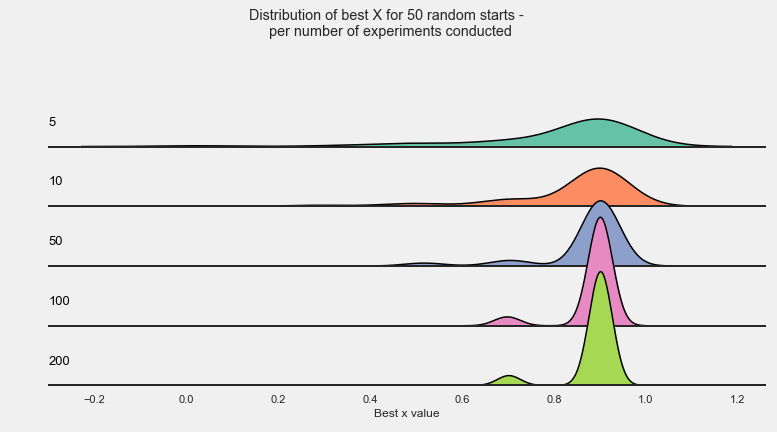 Distribution of best X for 50 random starts -
per number of experiments conducted
5
10
50
100
200
−0.2 0.0 0.2 0.4 0.6 0.8 1.0 1.2
Best x value